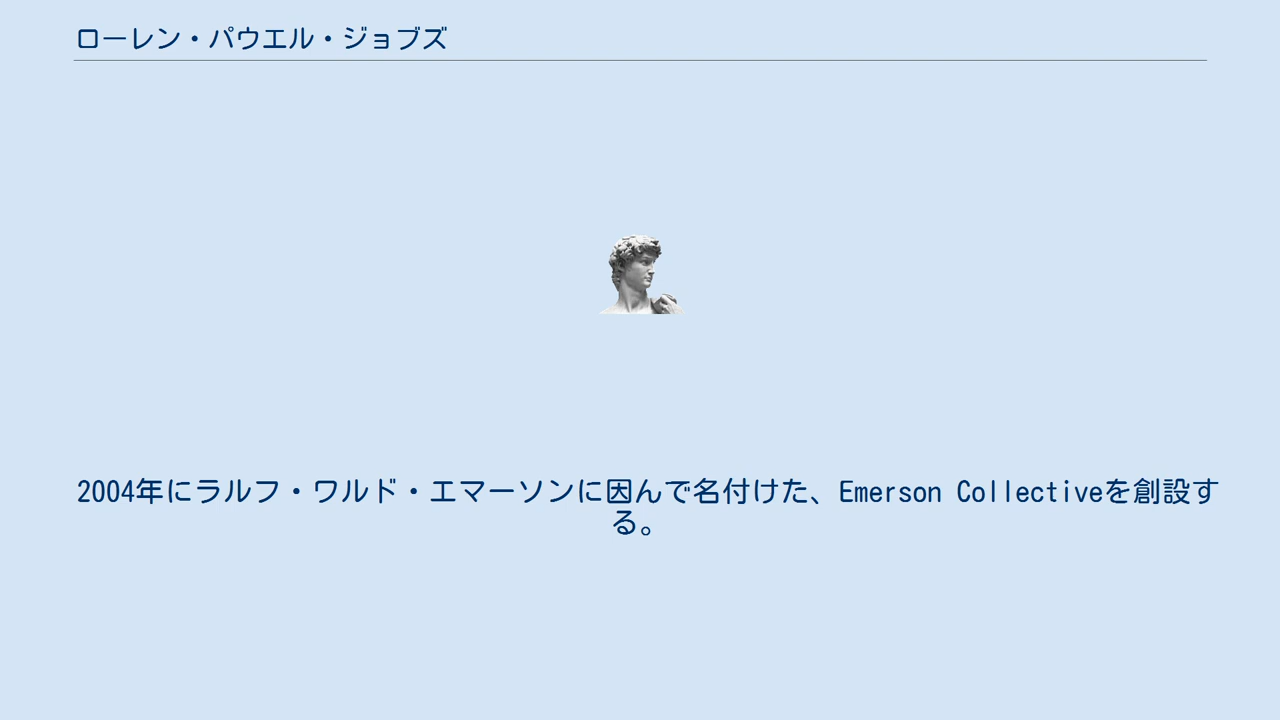 ローレン・パウエル・ジョブズ
2004年にラルフ・ワルド・エマーソンに因んで名付けた、Emerson Collectiveを創設す
る。